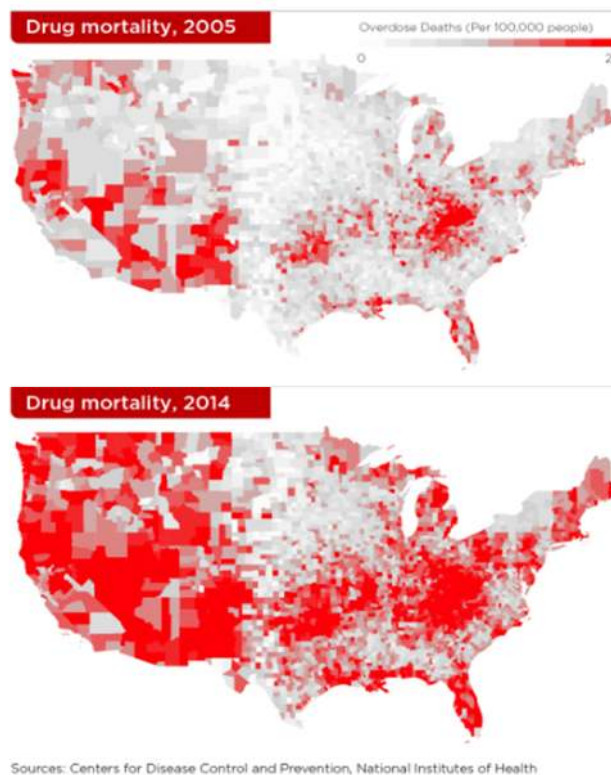 Drug mortality, 2005
Overdose Deaths (Per 100,000 people)
0
2
Drug mortality, 2014
Sources: Centers for Disease Control and Prevention, National Institutes of Health